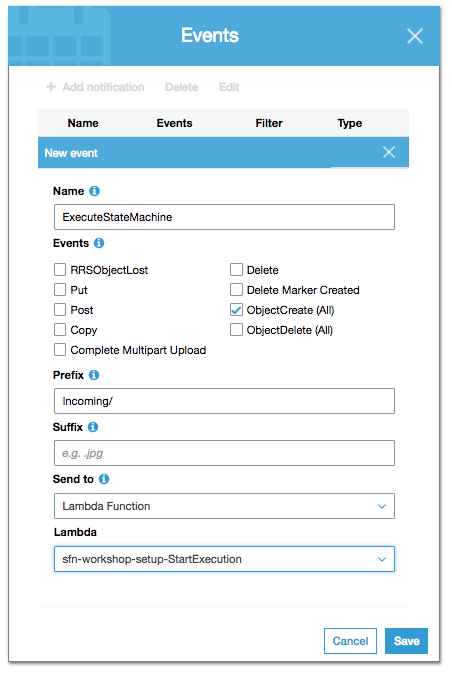 Events
Add notification Delete Edit
Name Events Filter Type
New event
Name
ExecuteStateMachine
Events
RRSObjectLost Delete
Put Delete Marker Created
Post ObjectCreate (All)
Copy ObjectDelete (All)
Complete Multipart Upload
Prefix
Incoming/
Suffix
e.g. .jpg
Send to
Lambda Function
Lambda
sfn-workshop-setup-StartExecution
Cancel Save